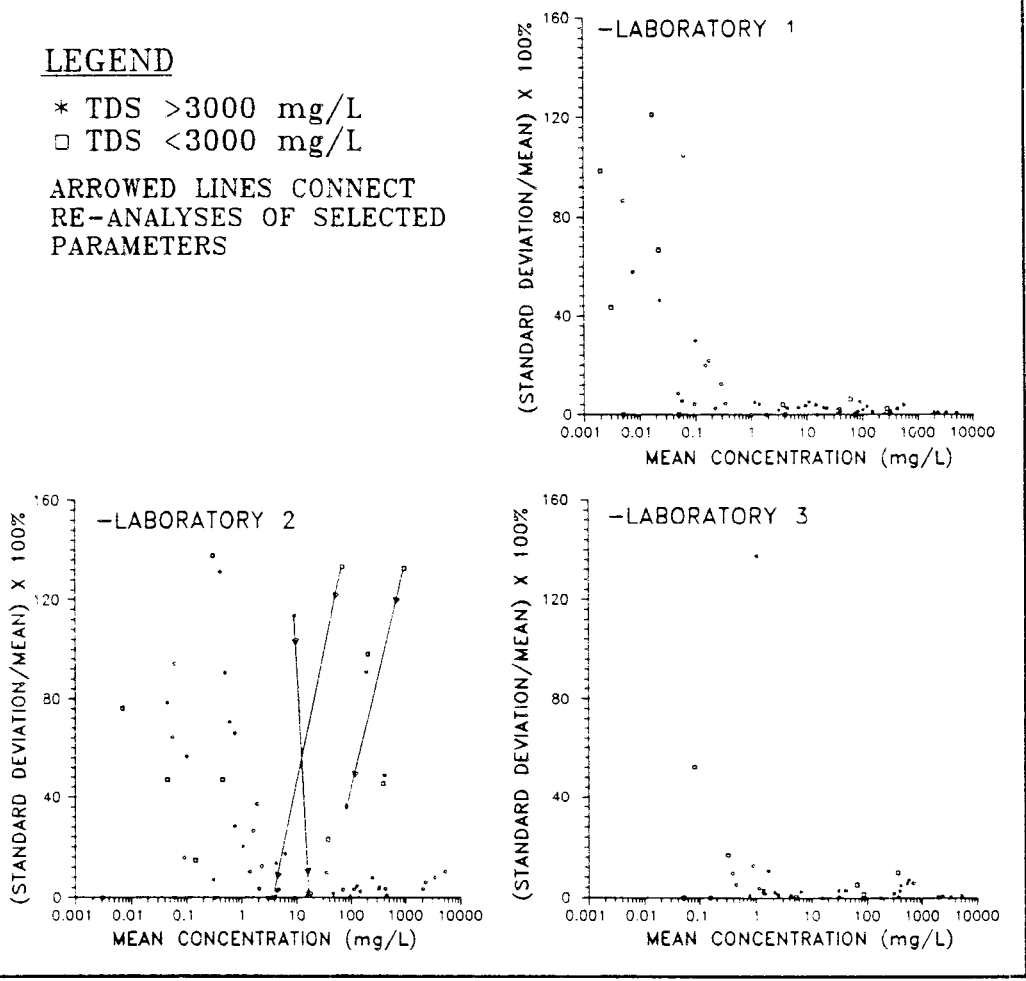 LEGEND
* TDS >3000 mg/L
□ TDS <3000 mg/L
ARROWED LINES CONNECT
RE-ANALYSES OF SELECTED
PARAMETERS
-LABORATORY 1
(STANDARD DEVIATION/MEAN) X 100%
160
120
80
40
0
0.001 0.01 0.1 1 10 100 1000 10000
MEAN CONCENTRATION (mg/L)
-LABORATORY 2
(STANDARD DEVIATION/MEAN) X 100%
160
120
80
40
0
0.001 0.01 0.1 1 10 100 1000 10000
MEAN CONCENTRATION (mg/L)
-LABORATORY 3
(STANDARD DEVIATION/MEAN) X 100%
160
120
80
40
0
0.001 0.01 0.1 1 10 100 1000 10000
MEAN CONCENTRATION (mg/L)